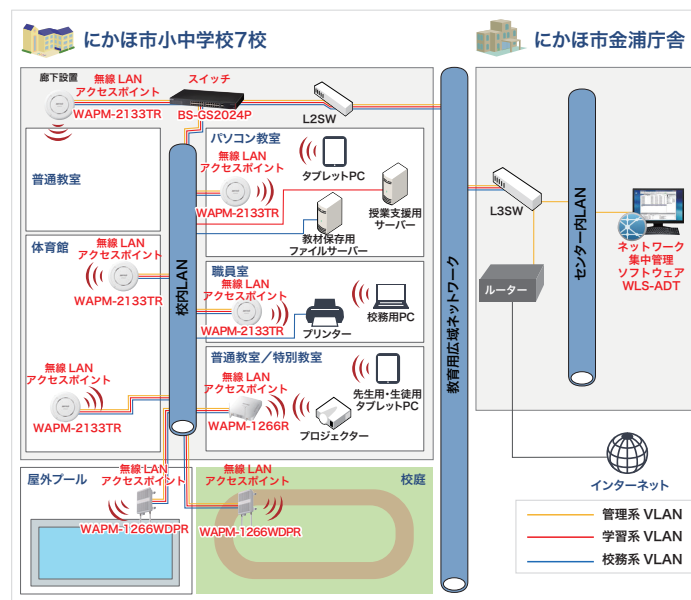 にかほ市小中学校7校
にかほ市金浦庁舎
廊下設置
無線 LAN
アクセスポイント
WAPM-2133TR
スイッチ
BS-GS2024P
L2SW
普通教室
パソコン教室
無線 LAN
アクセスポイント
WAPM-2133TR
タブレットPC
授業支援用
サーバー
教材保存用
ファイルサーバー
体育館
無線 LAN
アクセスポイント
WAPM-2133TR
校内LAN
職員室
無線 LAN
アクセスポイント
WAPM-2133TR
プリンター
校務用PC
無線 LAN
アクセスポイント
WAPM-2133TR
普通教室／特別教室
無線 LAN
アクセスポイント
WAPM-1266R
プロジェクター
先生用・生徒用
タブレットPC
屋外プール
無線 LAN
アクセスポイント
WAPM-1266WDPR
無線 LAN
アクセスポイント
WAPM-1266WDPR
校庭
教育用広域ネットワーク
L3SW
ルーター
センター内LAN
ネットワーク
集中管理
ソフトウェア
WLS-ADT
インターネット
管理系 VLAN
学習系 VLAN
校務系 VLAN